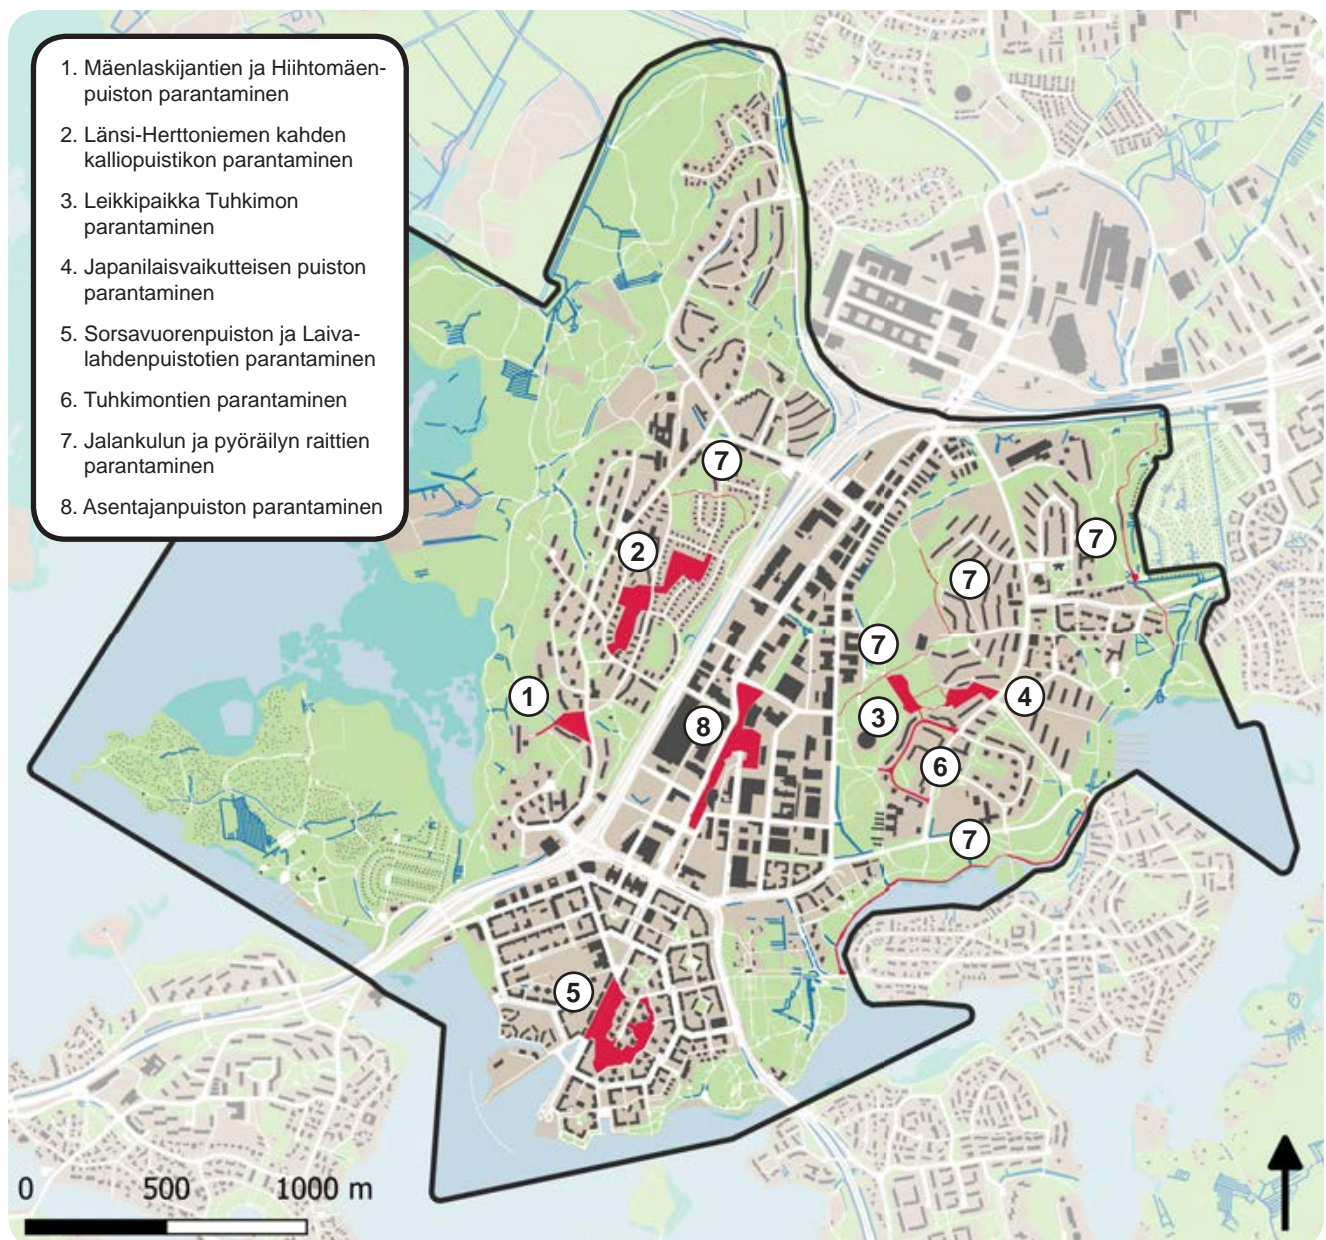 1. Mäenlaskijantien ja Hiihtomäen-
puiston parantaminen
2. Länsi-Herttoniemen kahden
kalliopuistikon parantaminen
3. Leikkipaikka Tuhkimon
parantaminen
4. Japanilaisvaikutteisen puiston
parantaminen
5. Sorsavuorenpuiston ja Laiva-
lahdenpuistotien parantaminen
6. Tuhkimontien parantaminen
7. Jalankulun ja pyöräilyn raittien
parantaminen
8. Asentajanpuiston parantaminen
7
2
7
7
7
1
3
4
8
6
7
5
0 500 1000 m